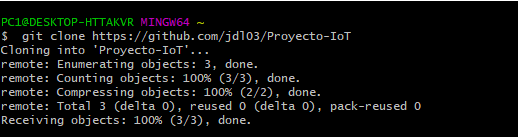 PC1@DESKTOP-HTTAKVR MINGW64 ~
$  git clone https://github.com/jdl03/Proyecto-IoT
Cloning into 'Proyecto-IoT'...
remote: Enumerating objects: 3, done.
remote: Counting objects: 100% (3/3), done.
remote: Compressing objects: 100% (2/2), done.
remote: Total 3 (delta 0), reused 0 (delta 0), pack-reused 0
Receiving objects: 100% (3/3), done.